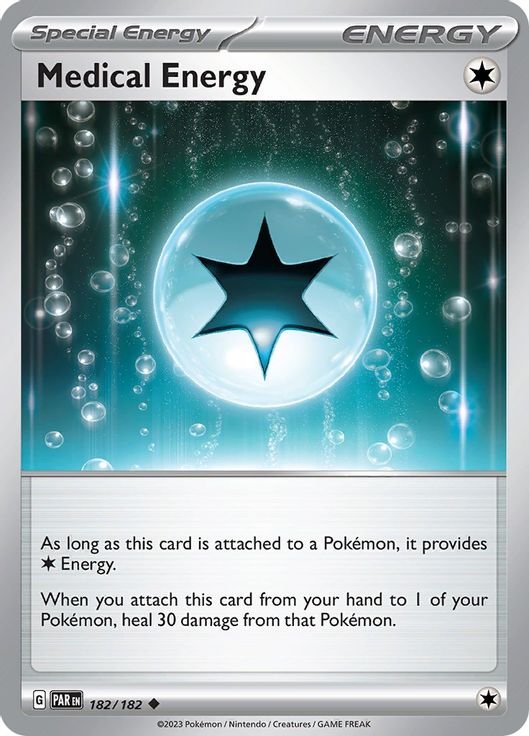 Special Energy
ENERGY
Medical Energy
As long as this card is attached to a Pokémon, it provides
Energy.
When you attach this card from your hand to 1 of your
Pokémon, heal 30 damage from that Pokémon.
G PAR EN 182/182
©2023 Pokémon / Nintendo / Creatures / GAME FREAK